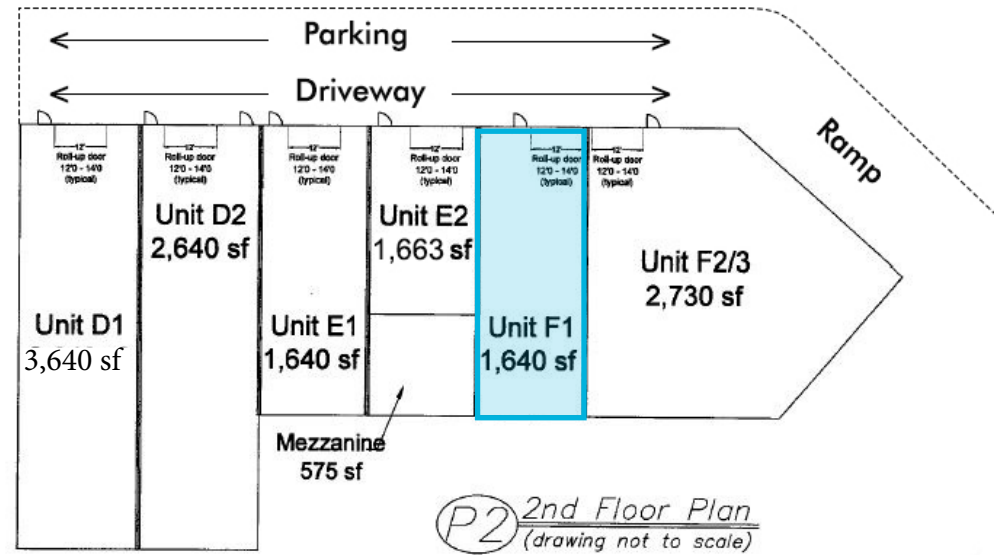 Parking
Driveway
Ramp
12'
Roll-up door
12'0 - 14'0
(typical)
12'
Roll-up door
12'0 - 14'0
(typical)
12'
Roll-up door
12'0 - 14'0
(typical)
12'
Roll-up door
12'0 - 14'0
(typical)
12'
Roll-up door
12'0 - 14'0
(typical)
12'
Roll-up door
12'0 - 14'0
(typical)
Unit D1
3,640 sf
Unit D2
2,640 sf
Unit E1
1,640 sf
Unit E2
1,663 sf
Unit F1
1,640 sf
Unit F2/3
2,730 sf
Mezzanine
575 sf
P2
2nd Floor Plan
(drawing not to scale)